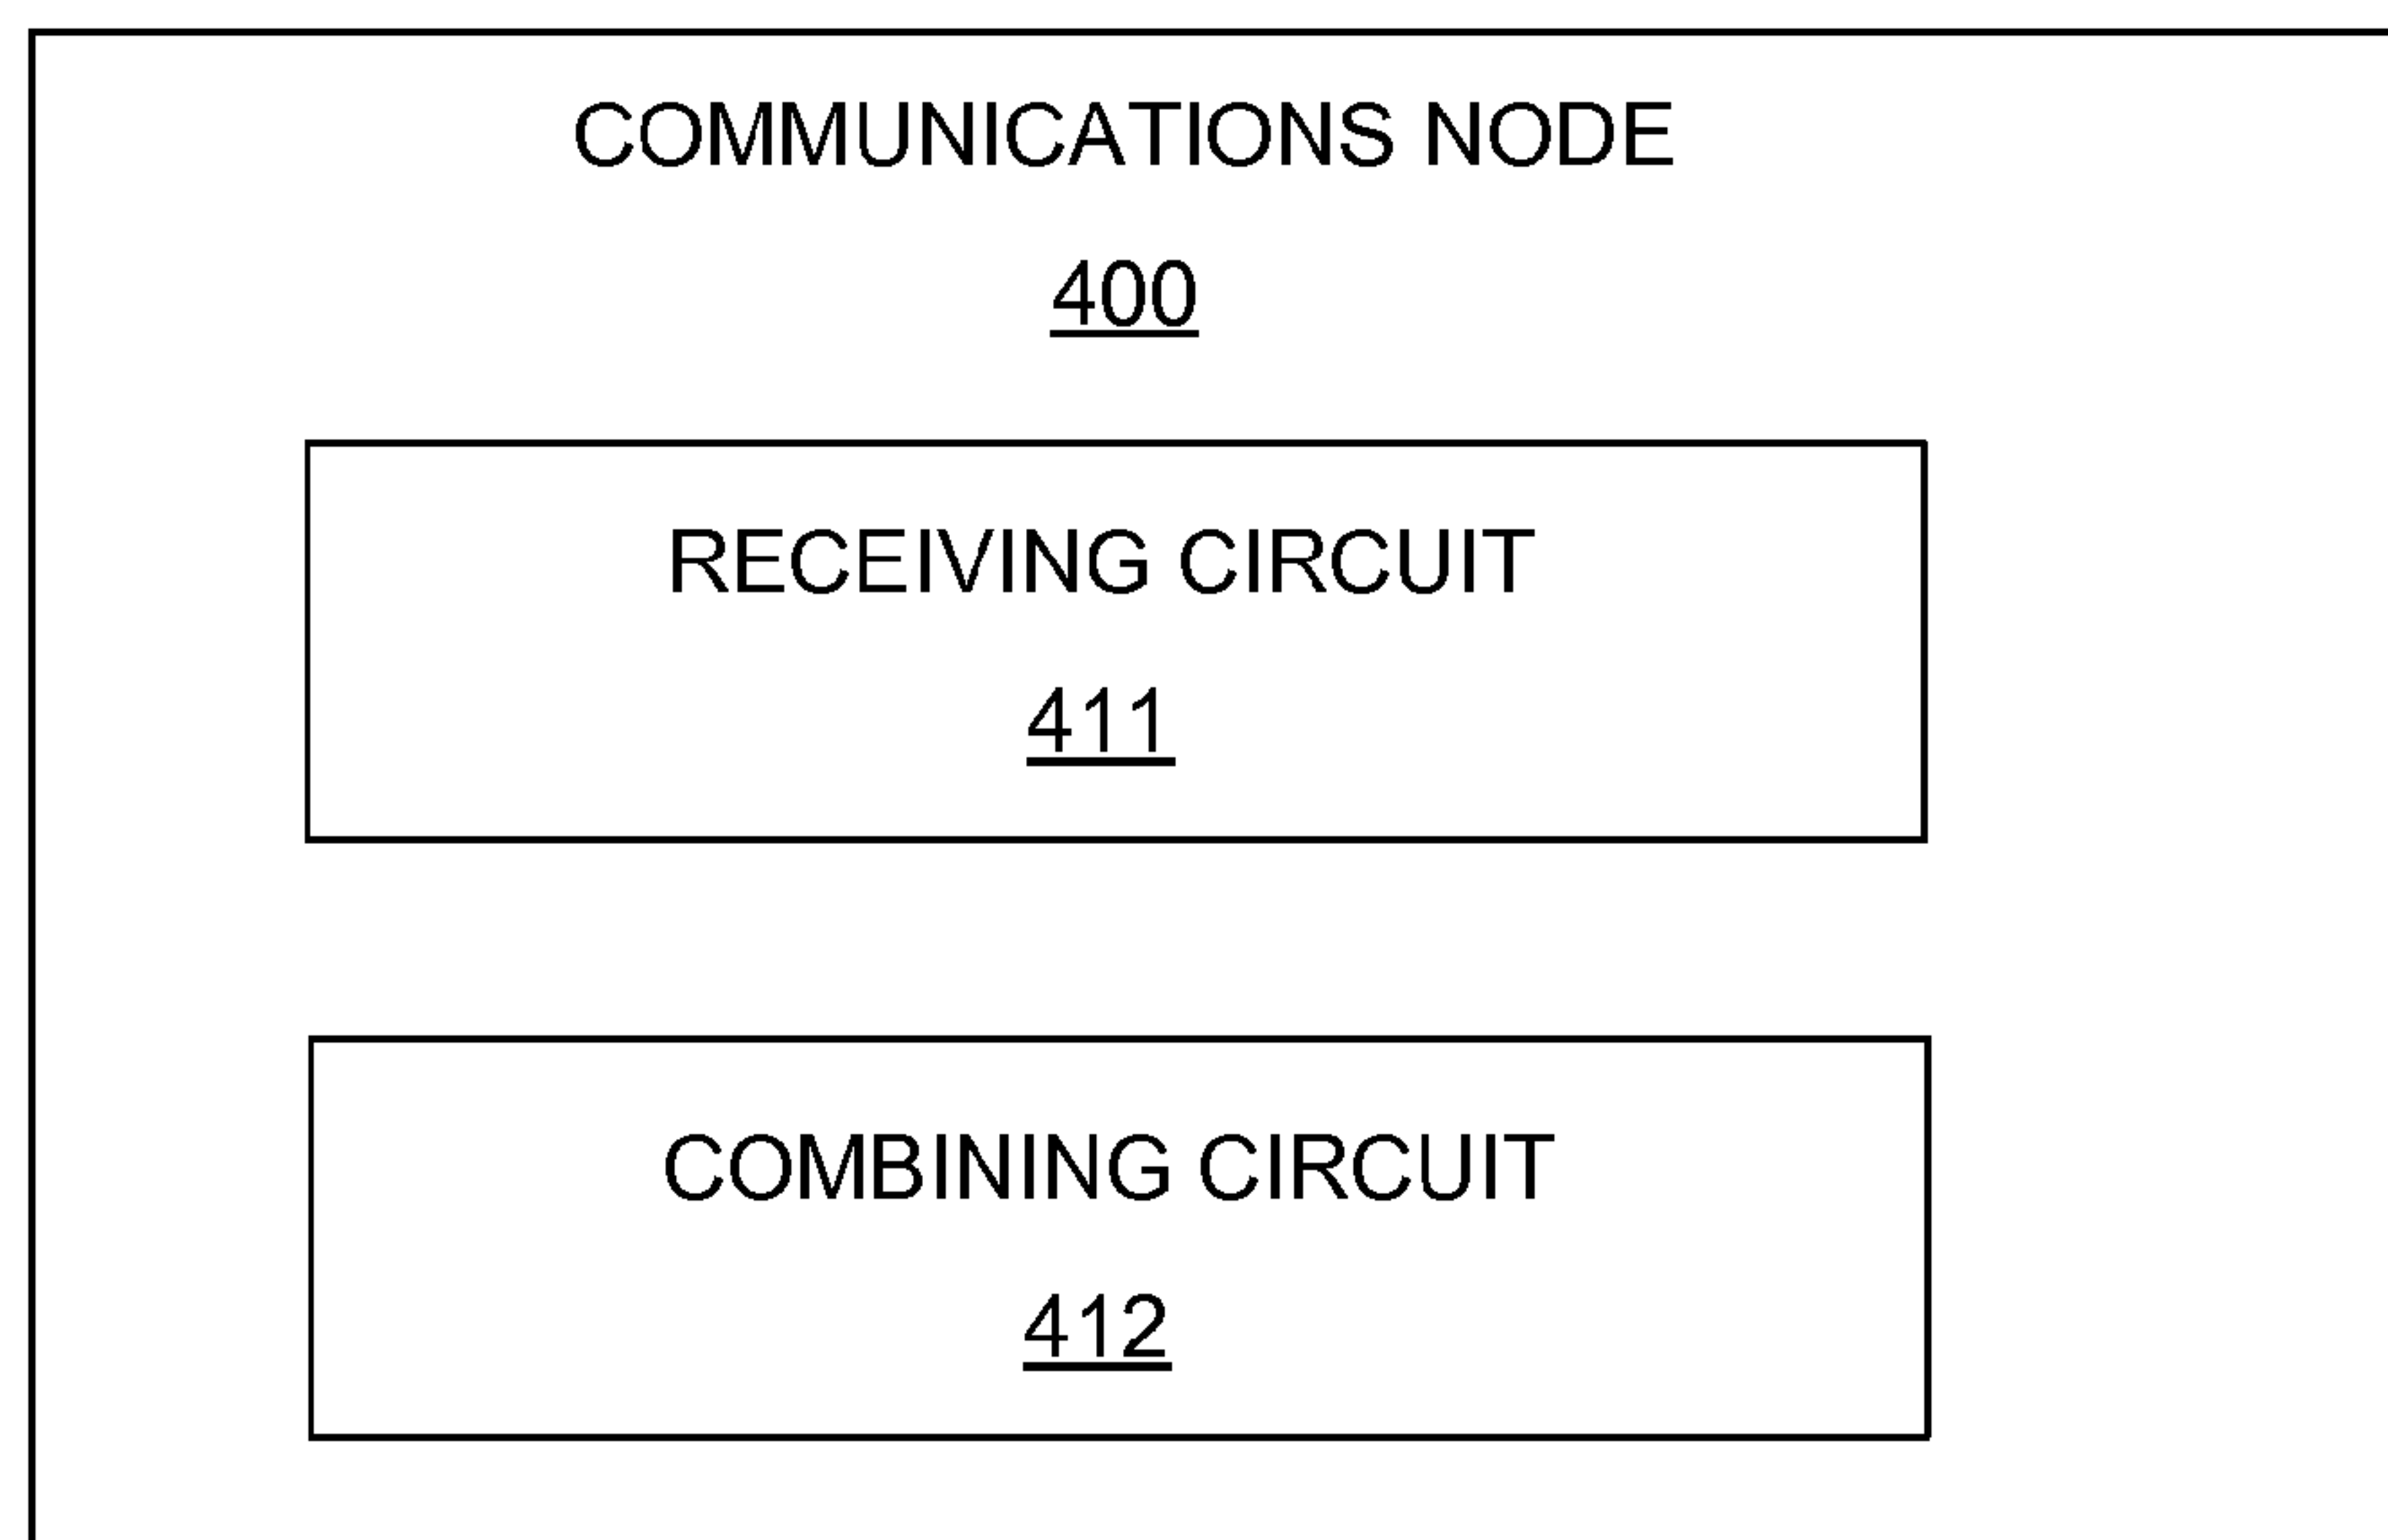 COMMUNICATIONS NODE
400
RECEIVING CIRCUIT
411
COMBINING CIRCUIT
412